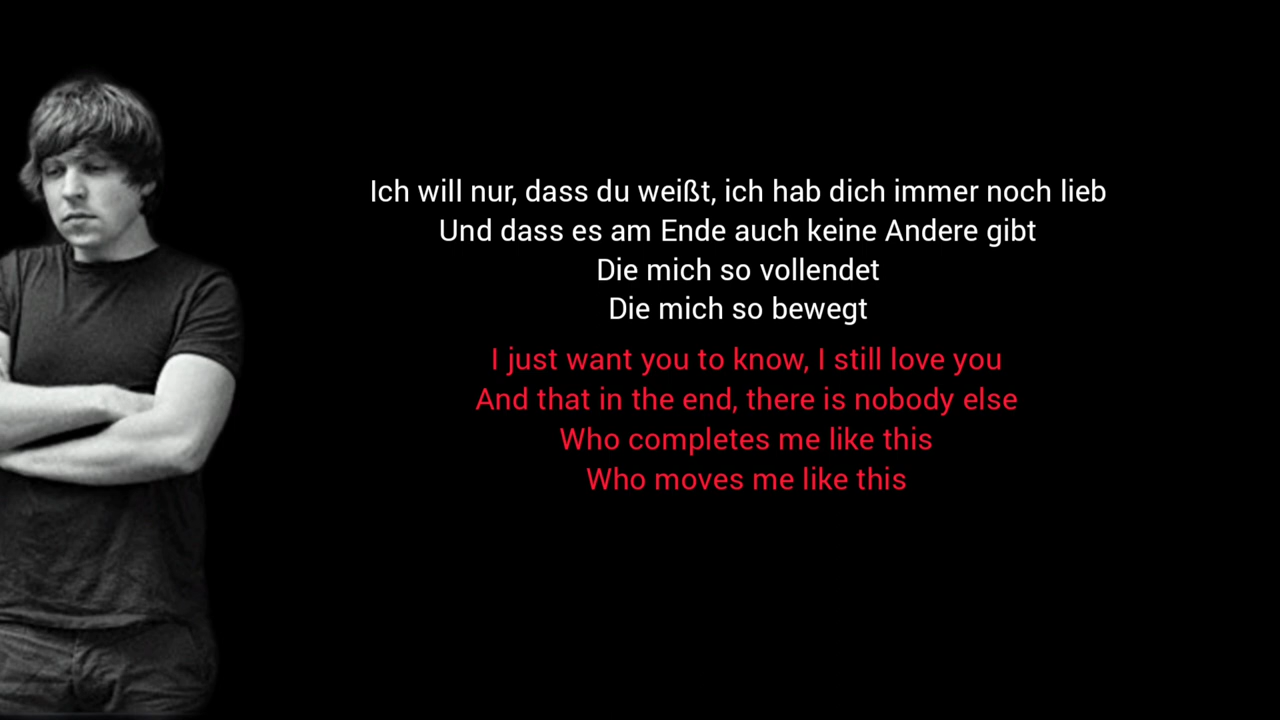 Ich will nur, dass du weißt, ich hab dich immer noch lieb
Und dass es am Ende auch keine Andere gibt
Die mich so vollendet
Die mich so bewegt
I just want you to know, I still love you
And that in the end, there is nobody else
Who completes me like this
Who moves me like this